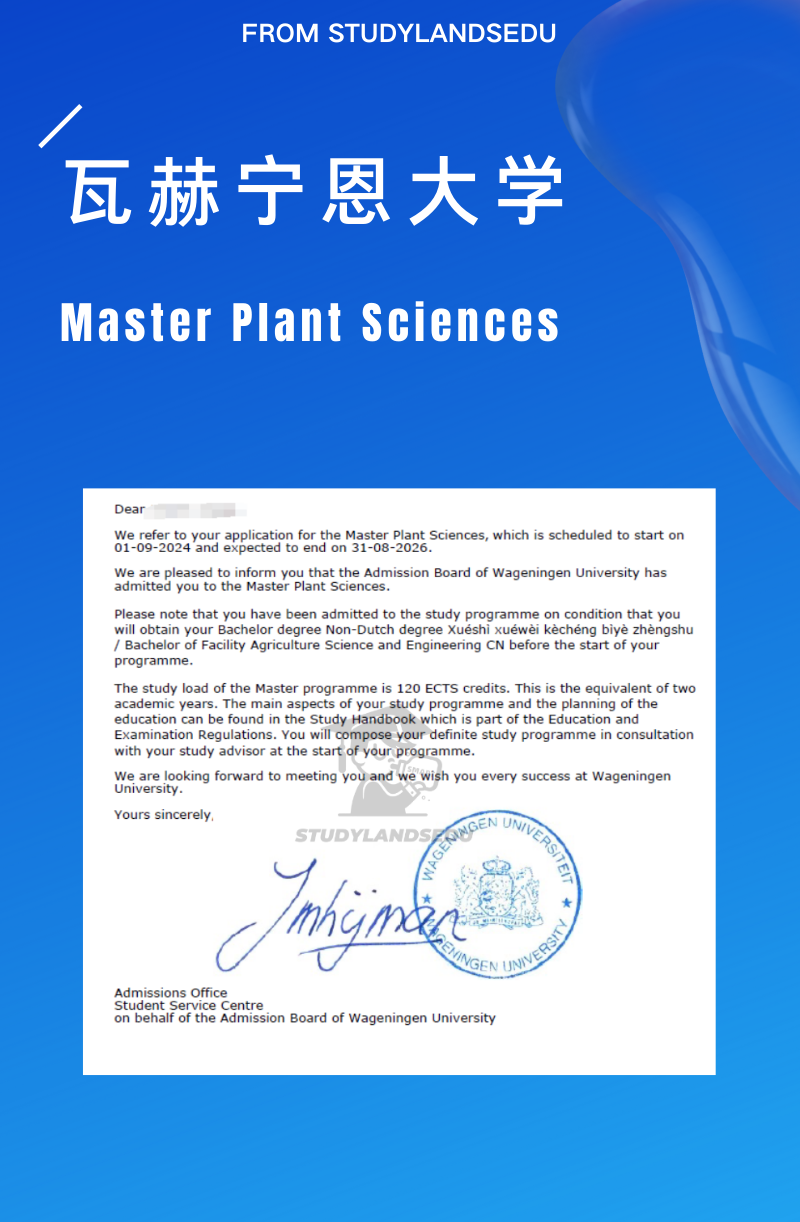 FROM STUDYLANDSEDU
瓦赫宁恩大学
Master Plant Sciences
Dear
We refer to your application for the Master Plant Sciences, which is scheduled to start on
01-09-2024 and expected to end on 31-08-2026.
We are pleased to inform you that the Admission Board of Wageningen University has
admitted you to the Master Plant Sciences.
Please note that you have been admitted to the study programme on condition that you
will obtain your Bachelor degree Non-Dutch degree Xuéshì xuéwèi kèchéng bìyè zhèngshu
/ Bachelor of Facility Agriculture Science and Engineering CN before the start of your
programme.
The study load of the Master programme is 120 ECTS credits. This is the equivalent of two
academic years. The main aspects of your study programme and the planning of the
education can be found in the Study Handbook which is part of the Education and
Examination Regulations. You will compose your definite study programme in consultation
with your study advisor at the start of your programme.
We are looking forward to meeting you and we wish you every success at Wageningen
University.
Yours sincerely,
STUDYLANDSEDU
WAGENINGEN UNIVERSITEIT
WAGENINGEN UNIVERSITY
Admissions Office
Student Service Centre
on behalf of the Admission Board of Wageningen University